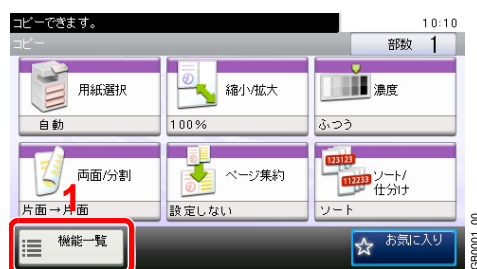 コピーできます。 10:10
コピー 部数 1
用紙選択 縮小/拡大 濃度
自動 100% ふつう
両面/分割 ページ集約 123123 112233 ソート/
仕分け
1
片面→片面 設定しない ソート
機能一覧 お気に入り
GB0001_00